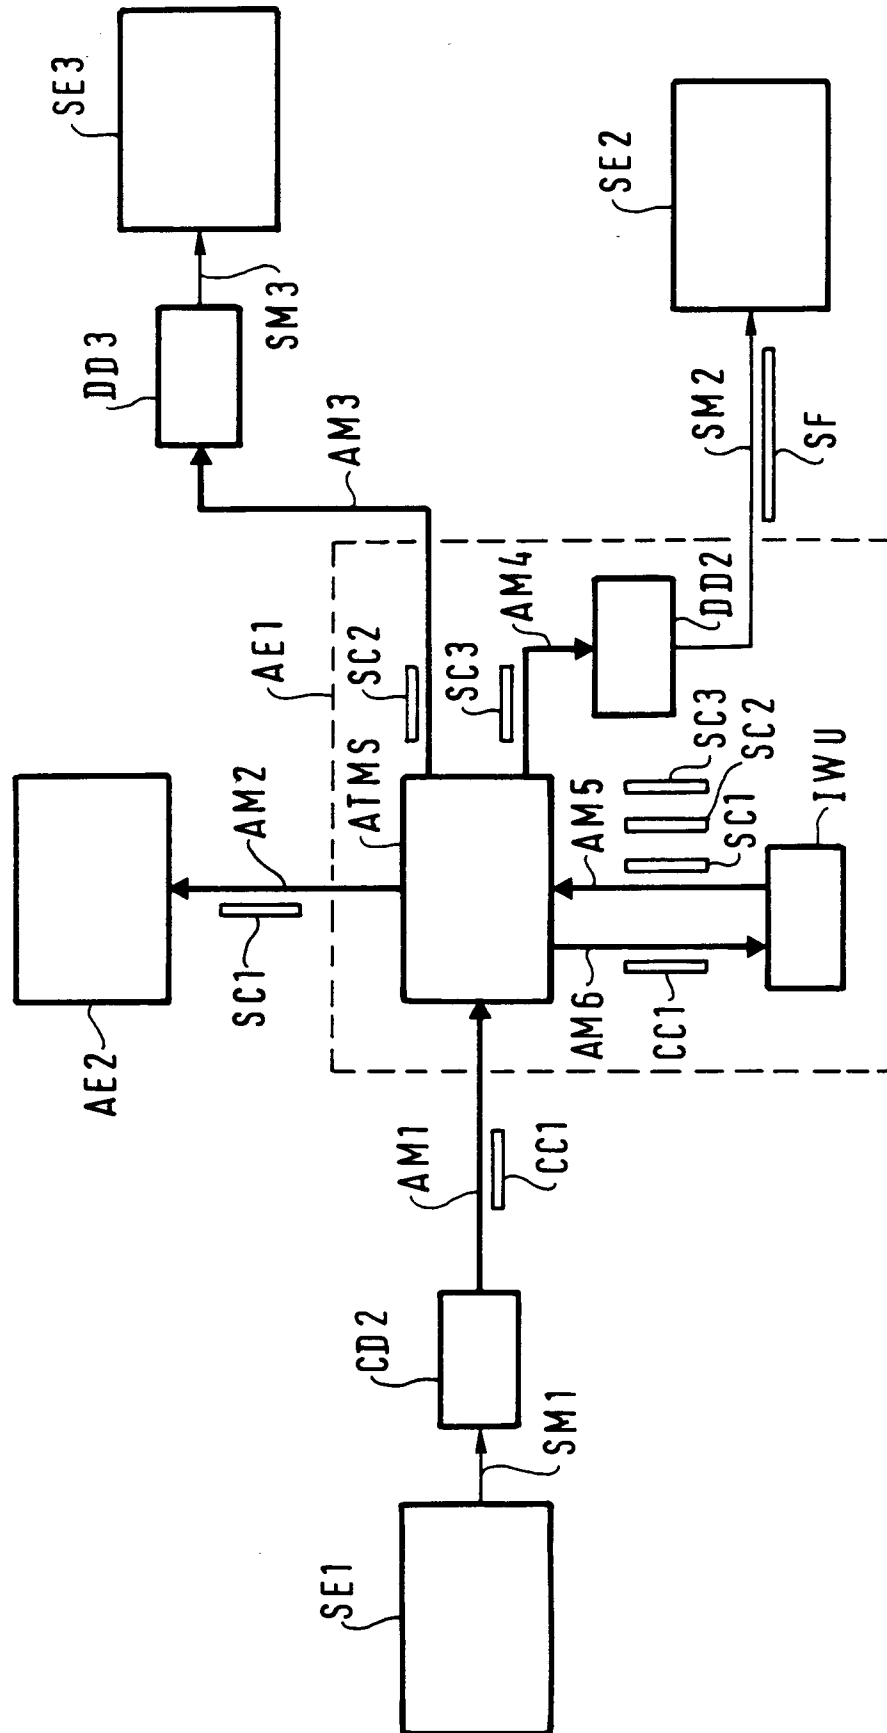 SE3
AE2
DD3
SC1
AM2
AE1
SM3
SE1
CD2
ATMS
SC2
AM3
AM1
SC3
AM4
SM1
CC1
AM6
AM5
SE2
CC1
SC3
DD2
SM2
SC1
SC2
SF
IWU